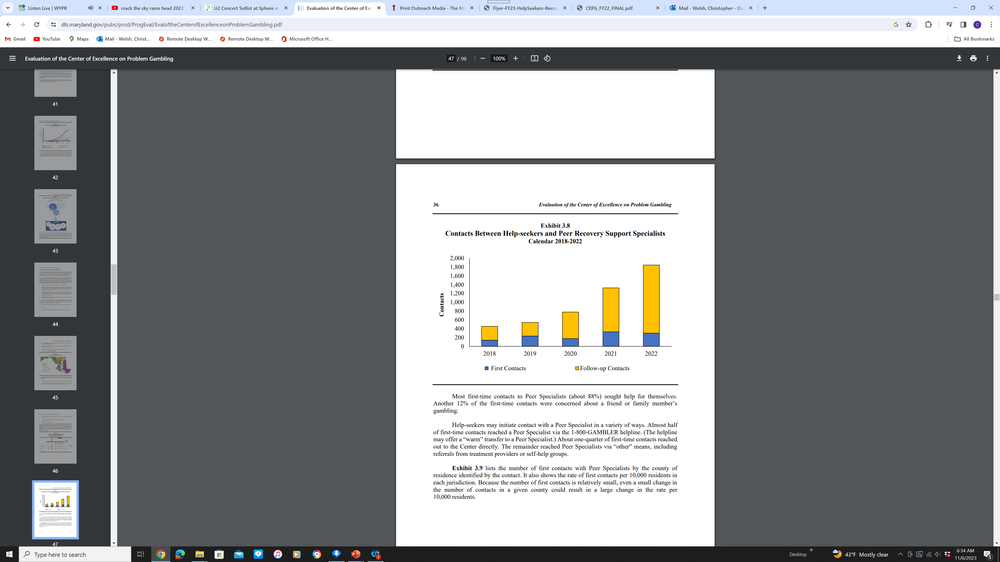 Listen Live | WYPR
crack the sky rams head 2023 -
U2 Concert Setlist at Sphere at
Evaluation of the Center of Exc
Print Outreach Media - The Ma
Flyer-FY23-HelpSeekers-Recov
CEPG_FY22_FINAL.pdf
Mail - Welsh, Christopher - Ou
dls.maryland.gov/pubs/prod/ProgEval/EvaloftheCenterofExcellenceonProblemGambling.pdf
C
Gmail
YouTube
Maps
Mail - Welsh, Christ...
Remote Desktop W...
Remote Desktop W...
Microsoft Office H...
All Bookmarks
Evaluation of the Center of Excellence on Problem Gambling
47 / 98
100%
41
42
43
44
45
46
47
36 Evaluation of the Center of Excellence on Problem Gambling
Exhibit 3.8
Contacts Between Help-seekers and Peer Recovery Support Specialists
Calendar 2018-2022
2,000
1,800
1,600
1,400
1,200
1,000
800
600
400
200
0
Contacts
2018 2019 2020 2021 2022
First Contacts Follow-up Contacts
Most first-time contacts to Peer Specialists (about 88%) sought help for themselves.
Another 12% of the first-time contacts were concerned about a friend or family member’s
gambling.
Help-seekers may initiate contact with a Peer Specialist in a variety of ways. Almost half
of first-time contacts reached a Peer Specialist via the 1-800-GAMBLER helpline. (The helpline
may offer a “warm” transfer to a Peer Specialist.) About one-quarter of first-time contacts reached
out to the Center directly. The remainder reached Peer Specialists via “other” means, including
referrals from treatment providers or self-help groups.
Exhibit 3.9 lists the number of first contacts with Peer Specialists by the county of
residence identified by the contact. It also shows the rate of first contacts per 10,000 residents in
each jurisdiction. Because the number of first contacts is relatively small, even a small change in
the number of contacts in a given county could result in a large change in the rate per
10,000 residents.
Type here to search
Desktop
43°F Mostly clear
6:34 AM
11/6/2023
5